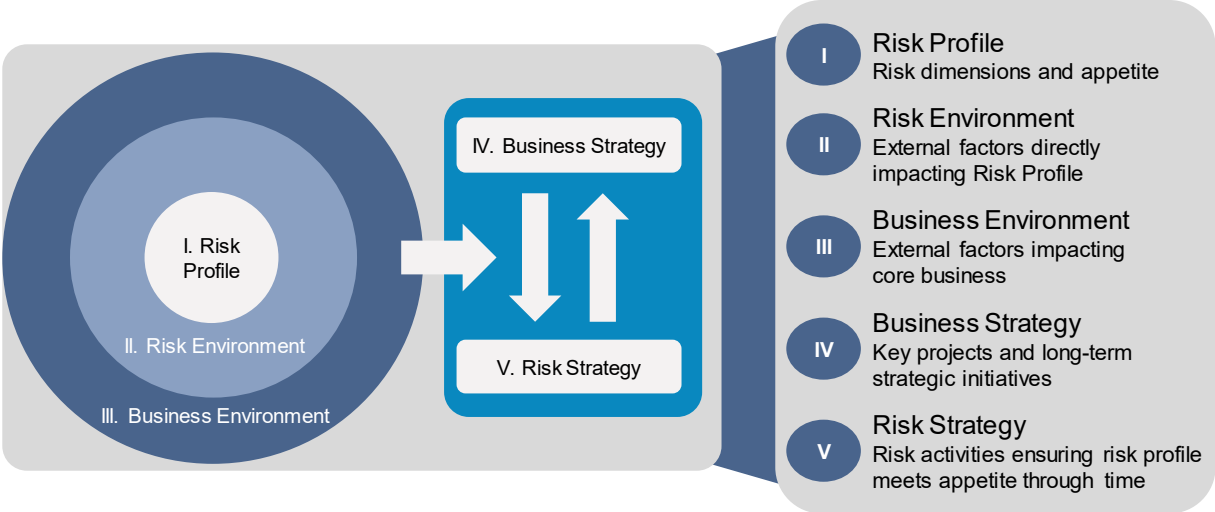 I. Risk
Profile
II. Risk Environment
III. Business Environment
IV. Business Strategy
V. Risk Strategy
I
Risk Profile
Risk dimensions and appetite
II
Risk Environment
External factors directly
impacting Risk Profile
III
Business Environment
External factors impacting
core business
IV
Business Strategy
Key projects and long-term
strategic initiatives
V
Risk Strategy
Risk activities ensuring risk profile
meets appetite through time